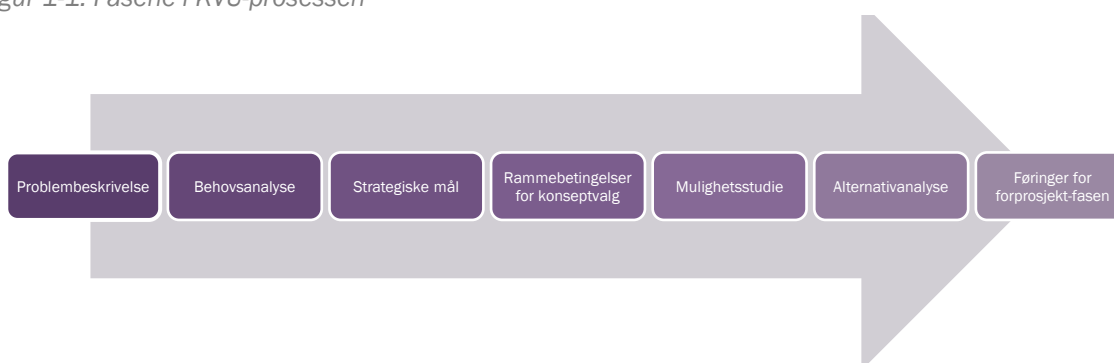 gur 1-1. Fasene i KVU-prosessen
Problembeskrivelse
Behovsanalyse
Strategiske mål
Rammebetingelser
for konseptvalg
Mulighetsstudie
Alternativanalyse
Føringer for
forprosjekt-fasen